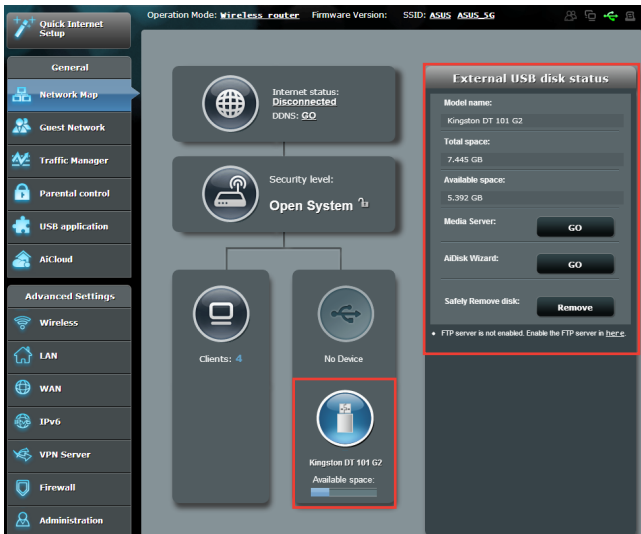 Quick Internet
Setup
Operation Mode: Wireless router Firmware Version: SSID: ASUS ASUS_5G
General
Network Map
Guest Network
Traffic Manager
Parental control
USB application
AiCloud
Advanced Settings
Wireless
LAN
WAN
IPv6
VPN Server
Firewall
Administration
Internet status:
Disconnected
DDNS: GO
Security level:
Open System
Clients: 4
No Device
Kingston DT 101 G2
Available space:
External USB disk status
Model name:
Kingston DT 101 G2
Total space:
7.445 GB
Available space:
5.392 GB
Media Server: GO
AiDisk Wizard: GO
Safely Remove disk: Remove
• FTP server is not enabled. Enable the FTP server in here.